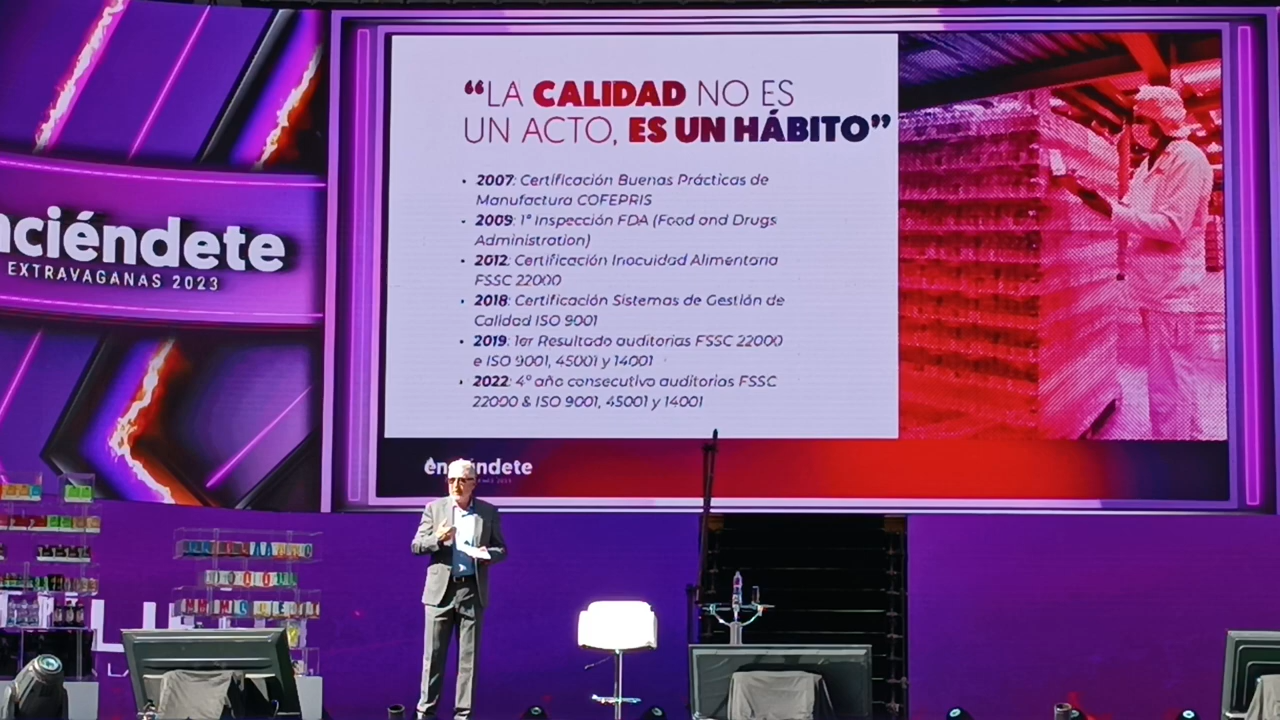 “LA CALIDAD NO ES
UN ACTO, ES UN HÁBITO”
• 2007: Certificación Buenas Prácticas de
Manufactura COFEPRIS
• 2009: 1ª Inspección FDA (Food and Drugs
Administration)
• 2012: Certificación Inocuidad Alimentaria
FSSC 22000
• 2018: Certificación Sistemas de Gestión de
Calidad ISO 9001
• 2019: 1er Resultado auditorias FSSC 22000
e ISO 9001, 45001 y 14001
• 2022: 4º año consecutivo auditorias FSSC
22000 & ISO 9001, 45001 y 14001
nciéndete
EXTRAVAGANAS 2023